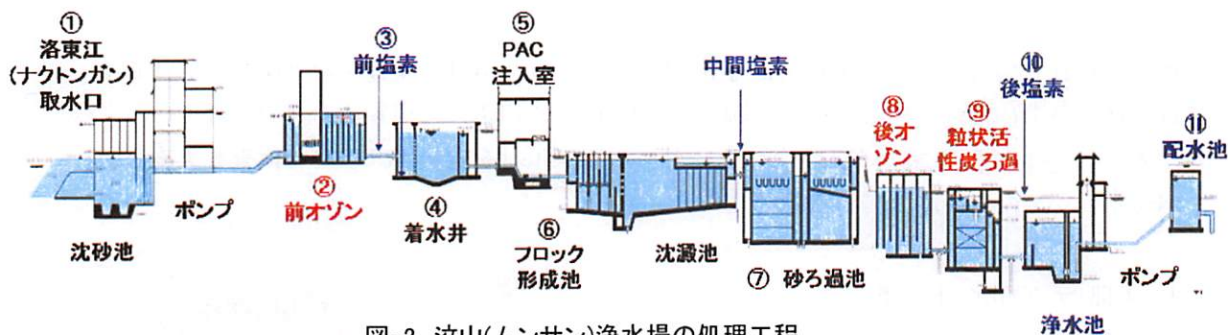 ①
洛東江
(ナクトンガン)
取水口
沈砂池
ポンプ
②
前オゾン
③
前塩素
④
着水井
⑤
PAC
注入室
⑥
フロック
形成池
沈澱池
中間塩素
⑦ 砂ろ過池
⑧
後オ
ゾン
⑨
粒状活
性炭ろ過
⑩
後塩素
浄水池
ポンプ
⑪
配水池